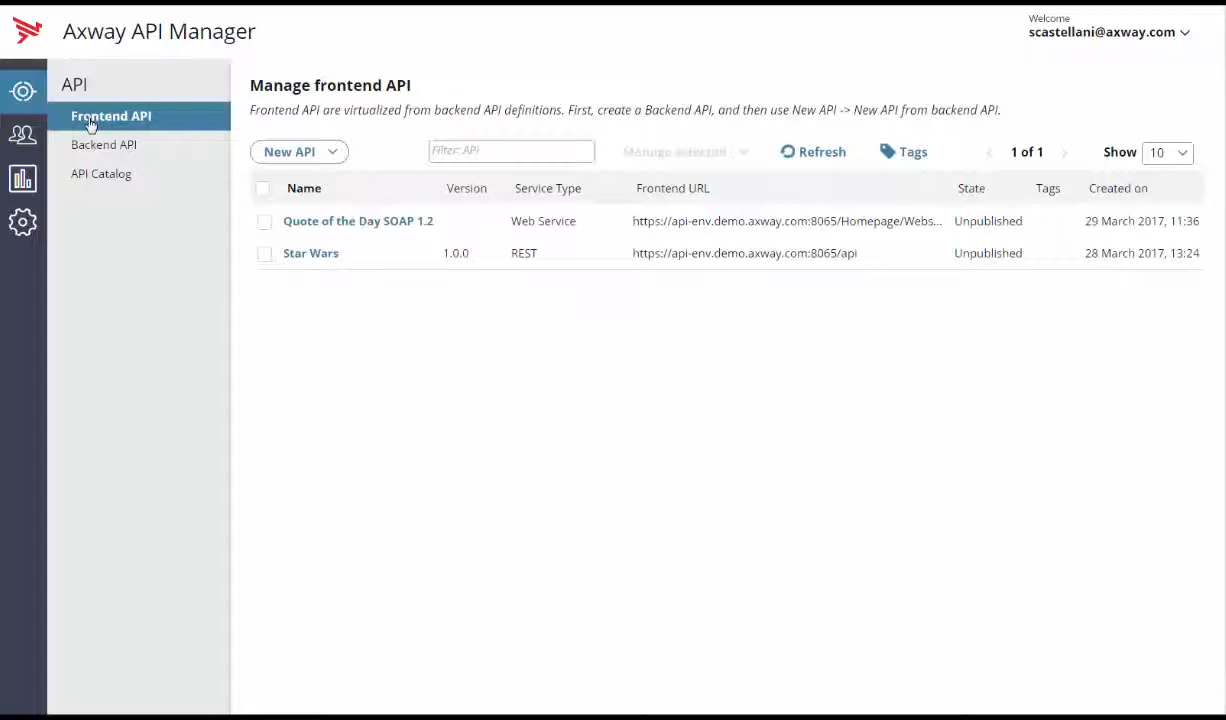 Axway API Manager
Welcome
scastellani@axway.com
API
Frontend API
Backend API
API Catalog
Manage frontend API
Frontend API are virtualized from backend API definitions. First, create a Backend API, and then use New API -> New API from backend API.
New API Filter: API Manage selected Refresh Tags 1 of 1 Show 10
Name Version Service Type Frontend URL State Tags Created on
Quote of the Day SOAP 1.2 Web Service https://api-env.demo.axway.com:8065/Homepage/Webs... Unpublished 29 March 2017, 11:36
Star Wars 1.0.0 REST https://api-env.demo.axway.com:8065/api Unpublished 28 March 2017, 13:24